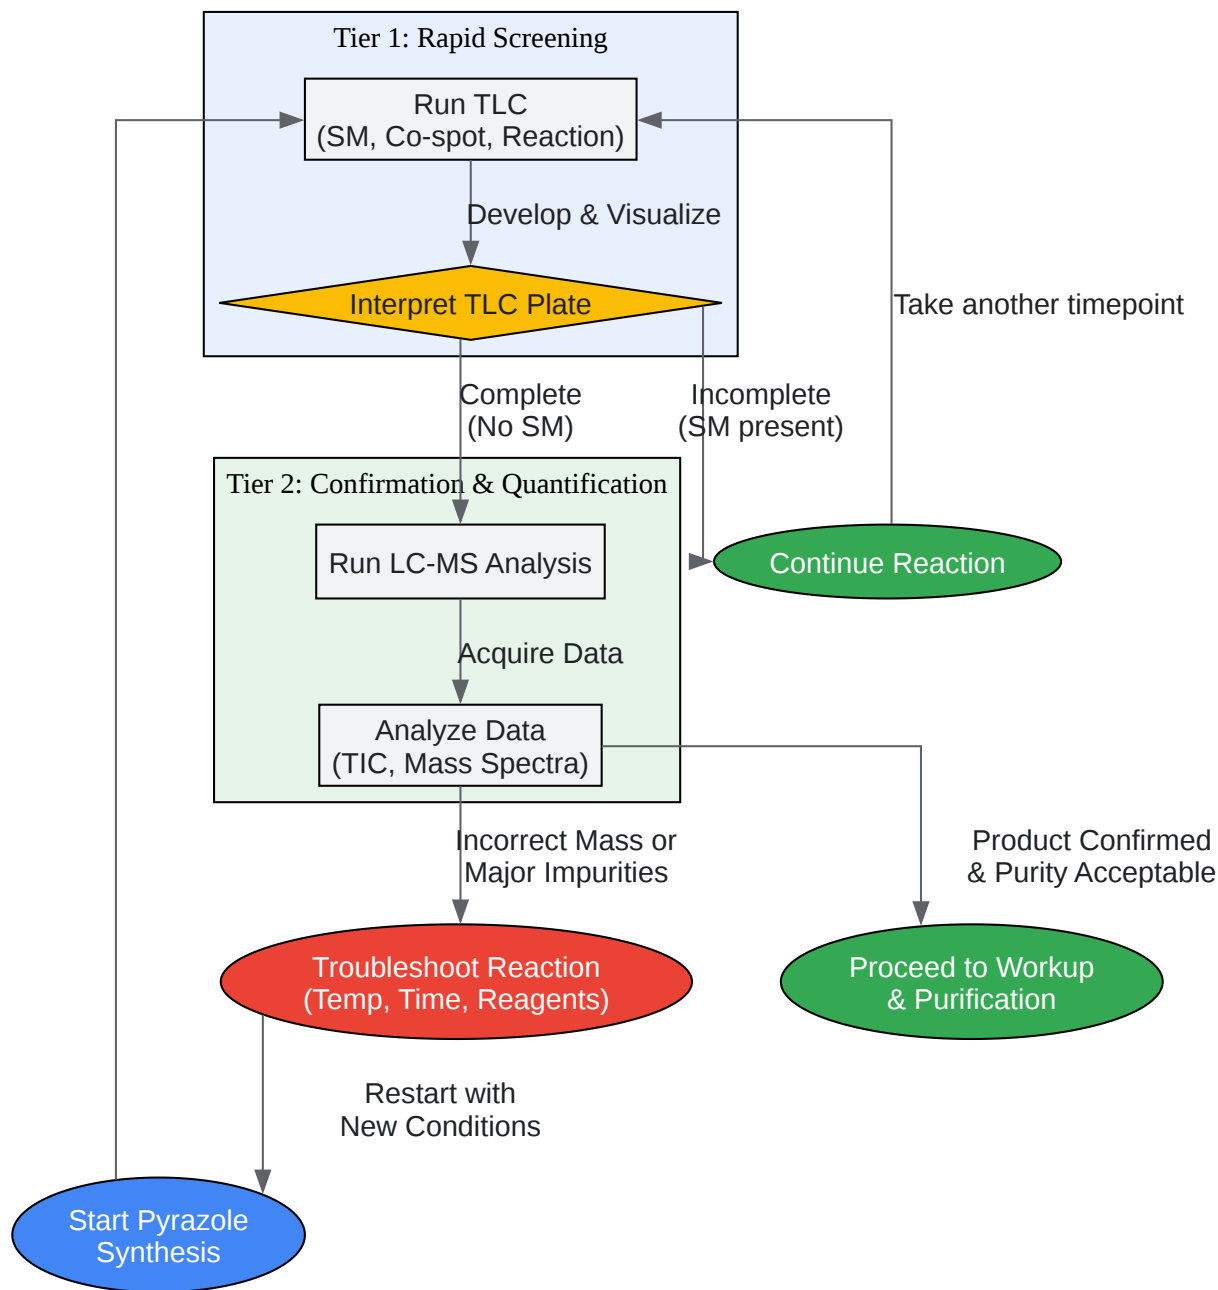 Tier 1: Rapid Screening
Run TLC
(SM, Co-spot, Reaction)
Develop & Visualize
Interpret TLC Plate
Take another timepoint
Complete
(No SM)
Incomplete
(SM present)
Tier 2: Confirmation & Quantification
Run LC-MS Analysis
Continue Reaction
Acquire Data
Analyze Data
(TIC, Mass Spectra)
Incorrect Mass or
Major Impurities
Product Confirmed
& Purity Acceptable
Troubleshoot Reaction
(Temp, Time, Reagents)
Proceed to Workup
& Purification
Restart with
New Conditions
Start Pyrazole
Synthesis